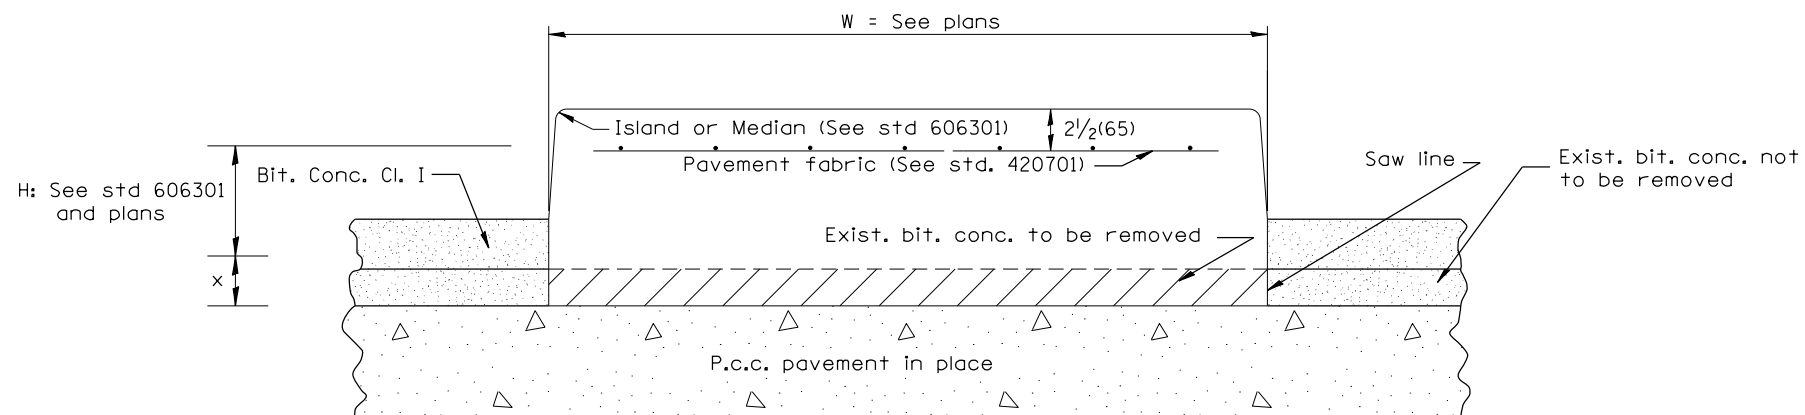 W = See plans
Island or Median (See std 606301)
2 1/2(65)
Pavement fabric (See std. 420701)
Saw line
Exist. bit. conc. not
to be removed
H: See std 606301
and plans
Bit. Conc. Cl. I
Exist. bit. conc. to be removed
x
P.c.c. pavement in place